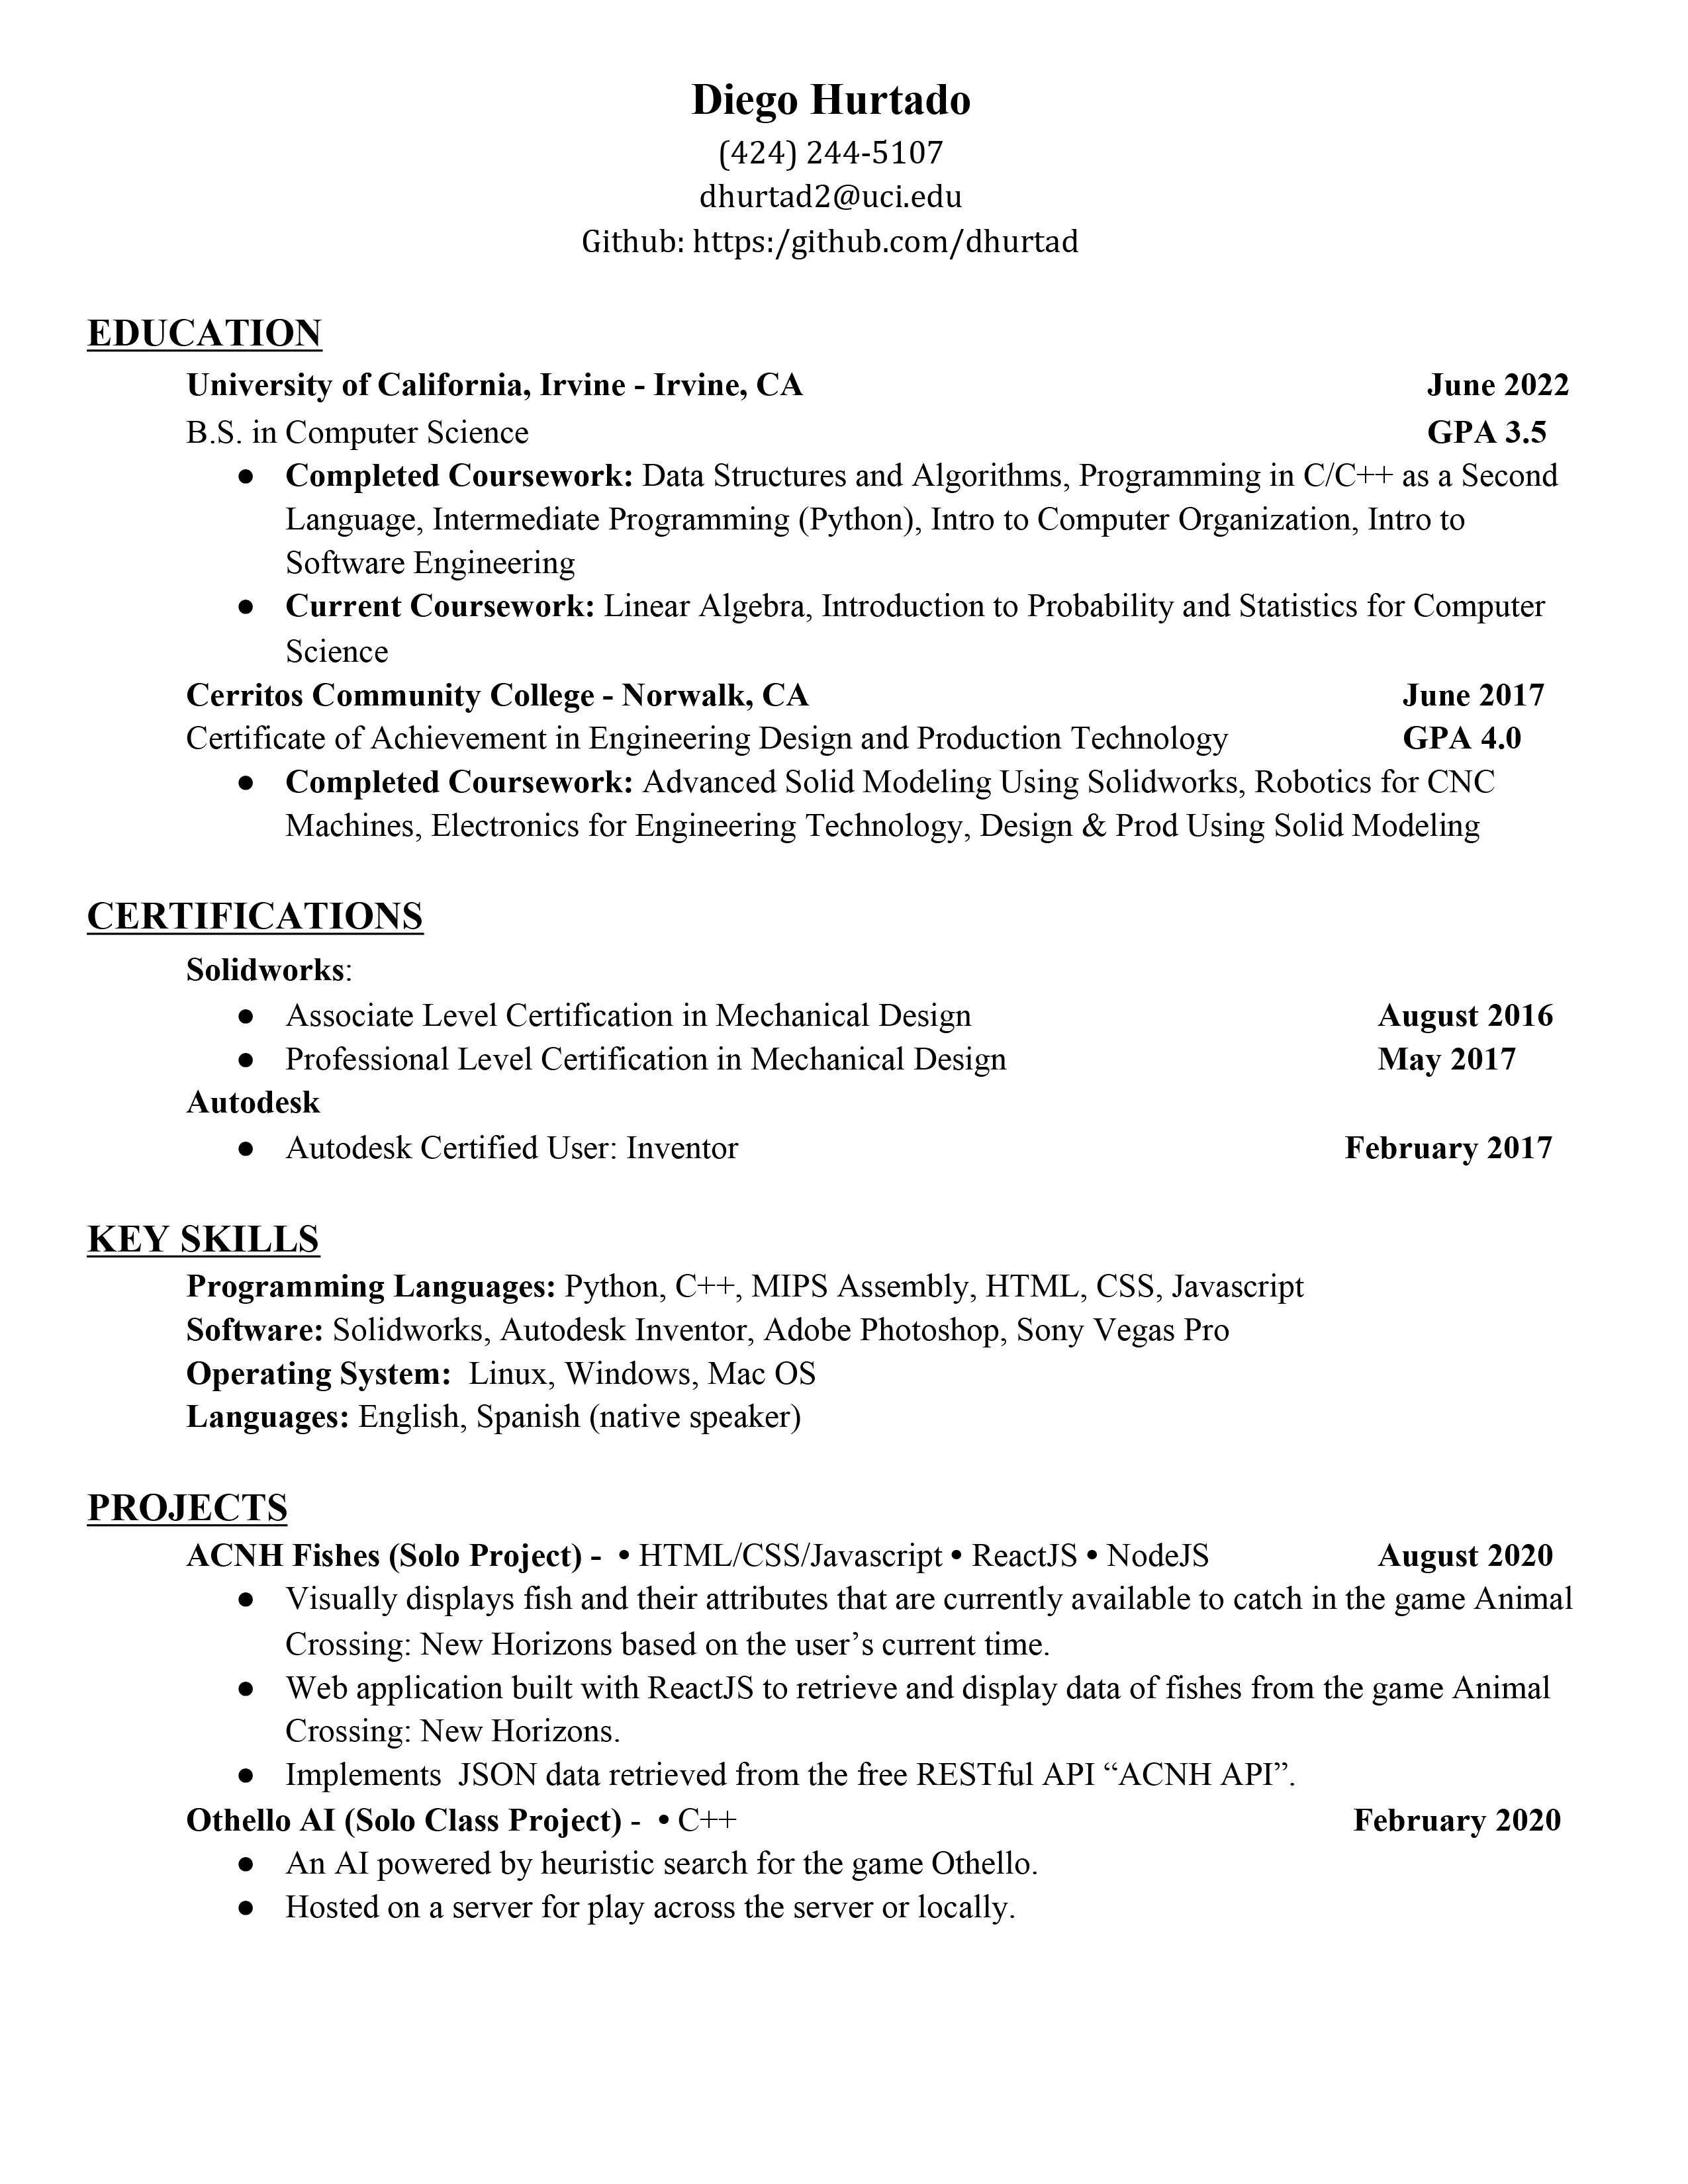 Diego Hurtado
(424) 244-5107
dhurtad2@uci.edu
Github: https:/github.com/dhurtad
EDUCATION
University of California, Irvine - Irvine, CA June 2022
B.S. in Computer Science GPA 3.5
● Completed Coursework: Data Structures and Algorithms, Programming in C/C++ as a Second
Language, Intermediate Programming (Python), Intro to Computer Organization, Intro to
Software Engineering
● Current Coursework: Linear Algebra, Introduction to Probability and Statistics for Computer
Science
Cerritos Community College - Norwalk, CA June 2017
Certificate of Achievement in Engineering Design and Production Technology GPA 4.0
● Completed Coursework: Advanced Solid Modeling Using Solidworks, Robotics for CNC
Machines, Electronics for Engineering Technology, Design & Prod Using Solid Modeling
CERTIFICATIONS
Solidworks:
● Associate Level Certification in Mechanical Design August 2016
● Professional Level Certification in Mechanical Design May 2017
Autodesk
● Autodesk Certified User: Inventor February 2017
KEY SKILLS
Programming Languages: Python, C++, MIPS Assembly, HTML, CSS, Javascript
Software: Solidworks, Autodesk Inventor, Adobe Photoshop, Sony Vegas Pro
Operating System:  Linux, Windows, Mac OS
Languages: English, Spanish (native speaker)
PROJECTS
ACNH Fishes (Solo Project) -  • HTML/CSS/Javascript • ReactJS • NodeJS August 2020
● Visually displays fish and their attributes that are currently available to catch in the game Animal
Crossing: New Horizons based on the user’s current time.
● Web application built with ReactJS to retrieve and display data of fishes from the game Animal
Crossing: New Horizons.
● Implements  JSON data retrieved from the free RESTful API “ACNH API”.
Othello AI (Solo Class Project) -  • C++ February 2020
● An AI powered by heuristic search for the game Othello.
● Hosted on a server for play across the server or locally.